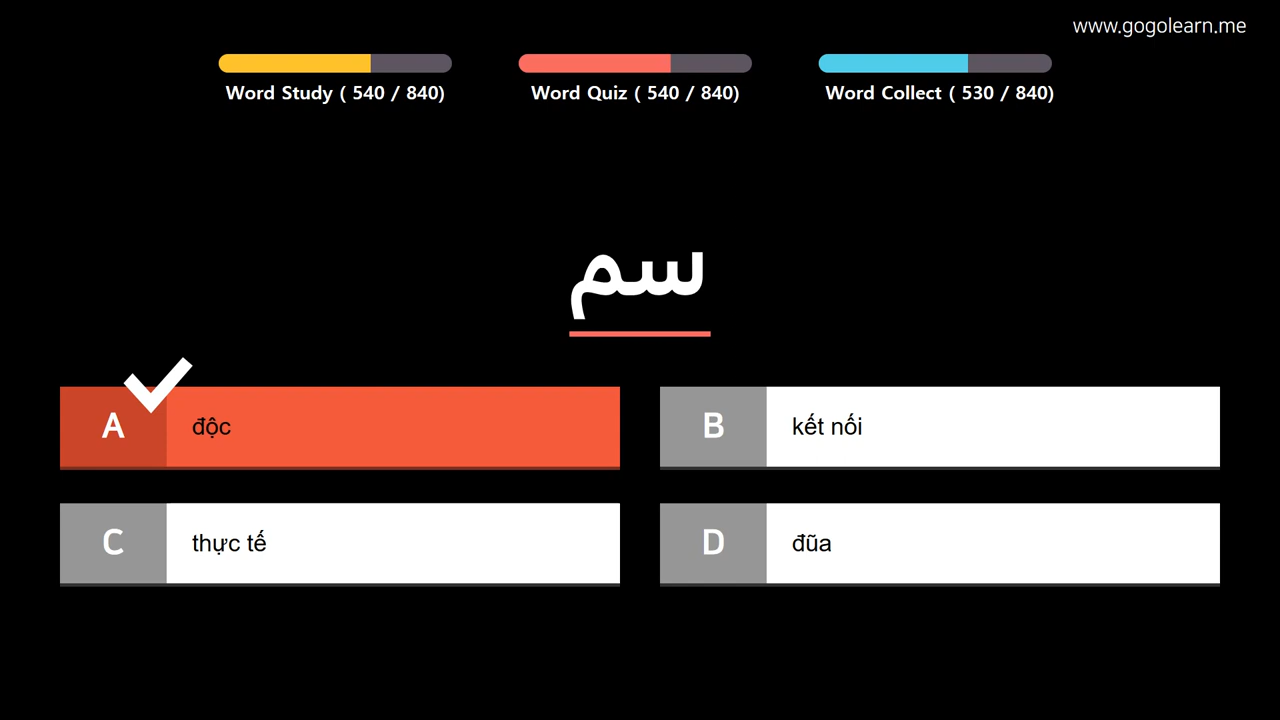 www.gogolearn.me
Word Study ( 540 / 840)
Word Quiz ( 540 / 840)
Word Collect ( 530 / 840)
سم
A độc
B kết nối
C thực tế
D đũa